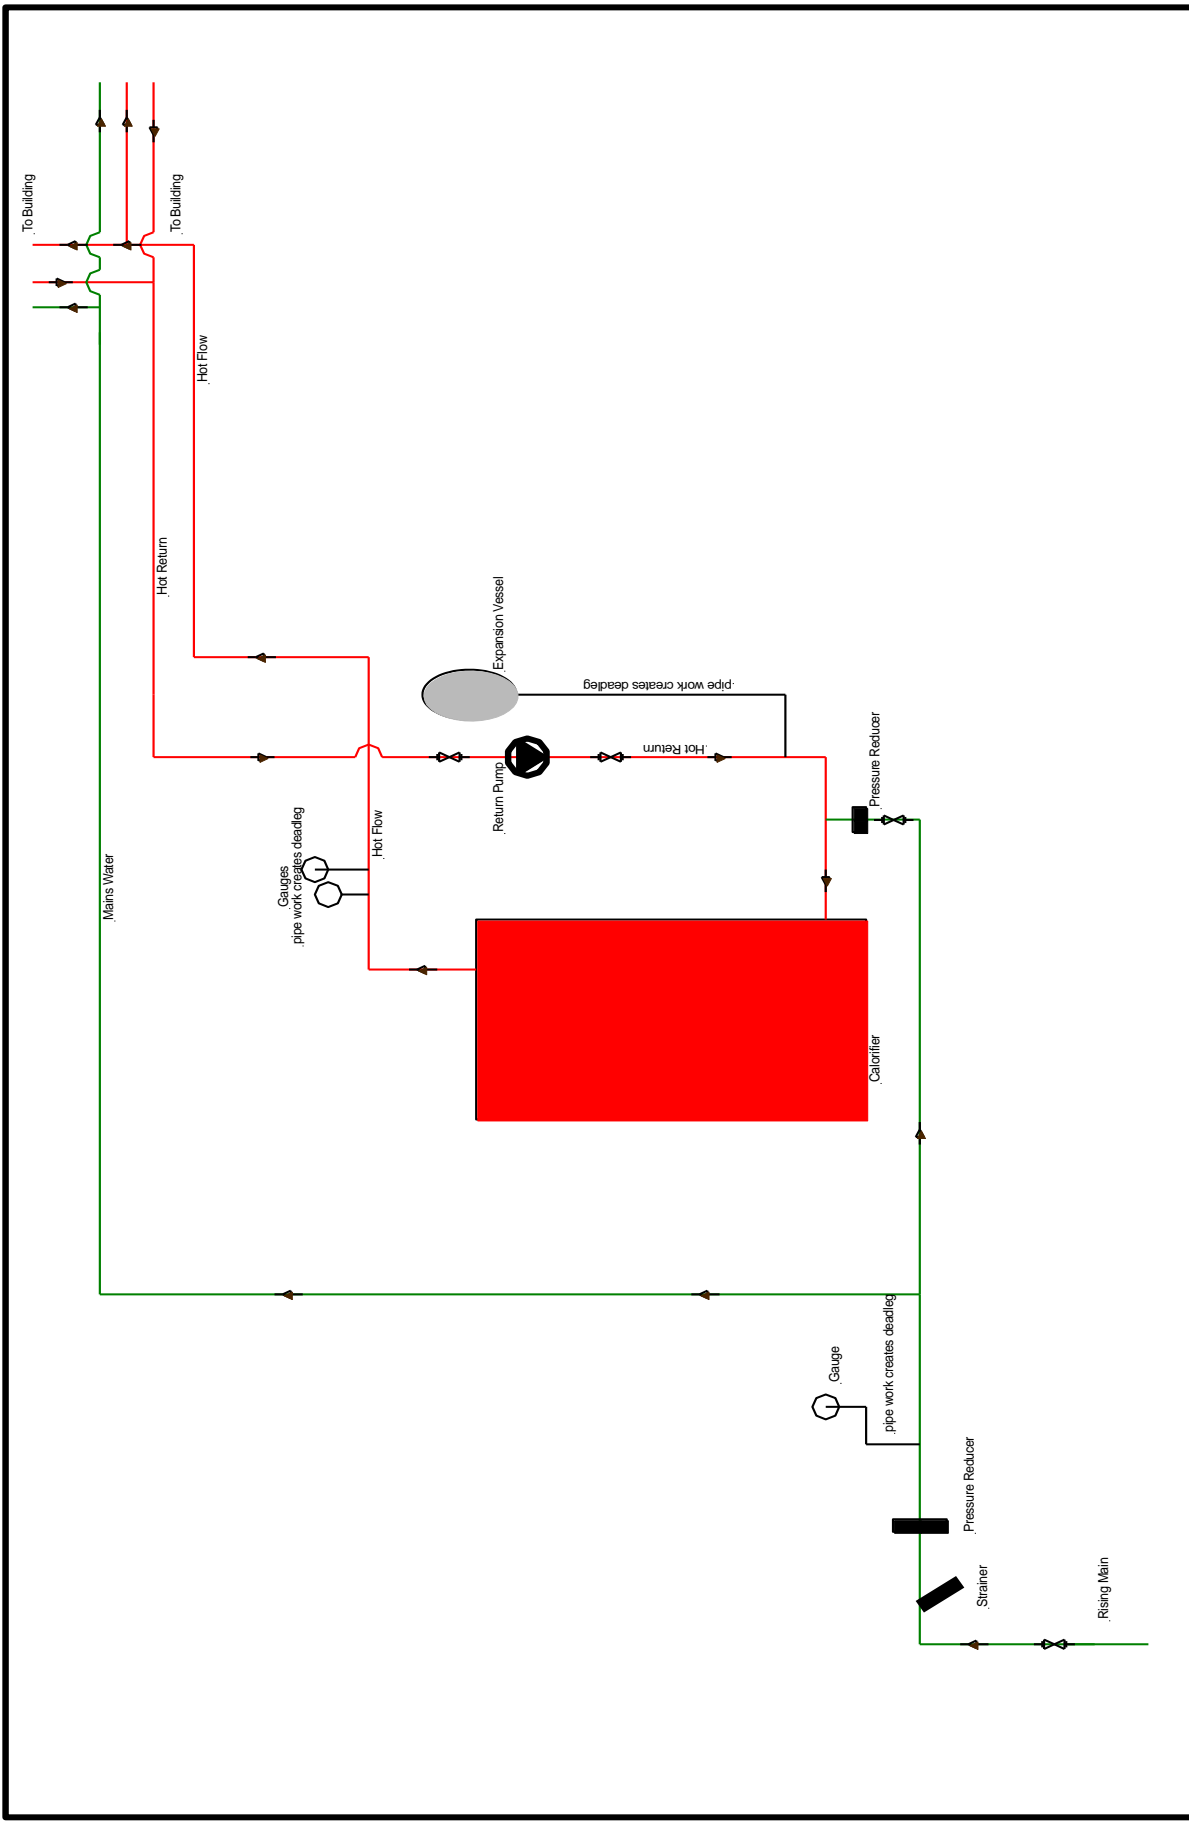 .To Building
.To Building
.Hot Flow
.Hot Return
.Expansion Vessel
.pipe work creates deadleg
.Hot Return
.Return Pump
.Pressure Reducer
.Gauges
.pipe work creates deadleg
.Hot Flow
.Mains Water
.Calorifier
.Gauge
.pipe work creates deadleg
.Pressure Reducer
.Strainer
.Rising Main